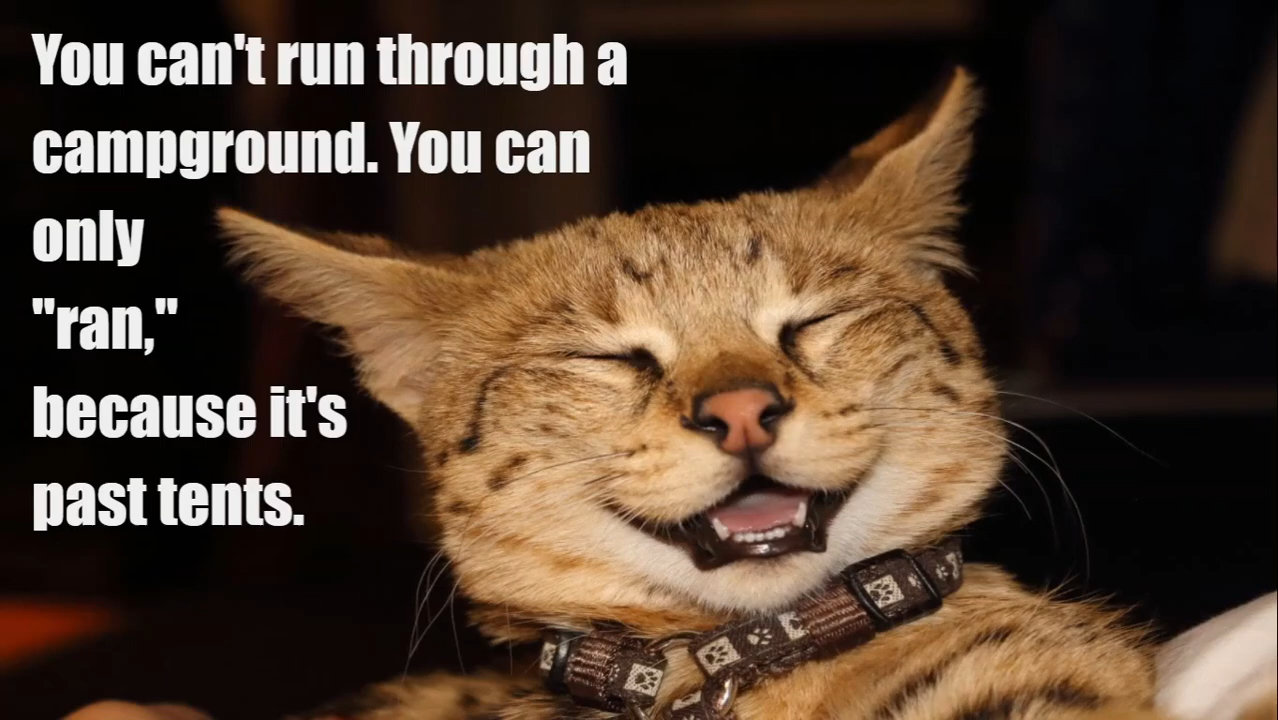 You can't run through a
campground. You can
only
"ran,"
because it's
past tents.